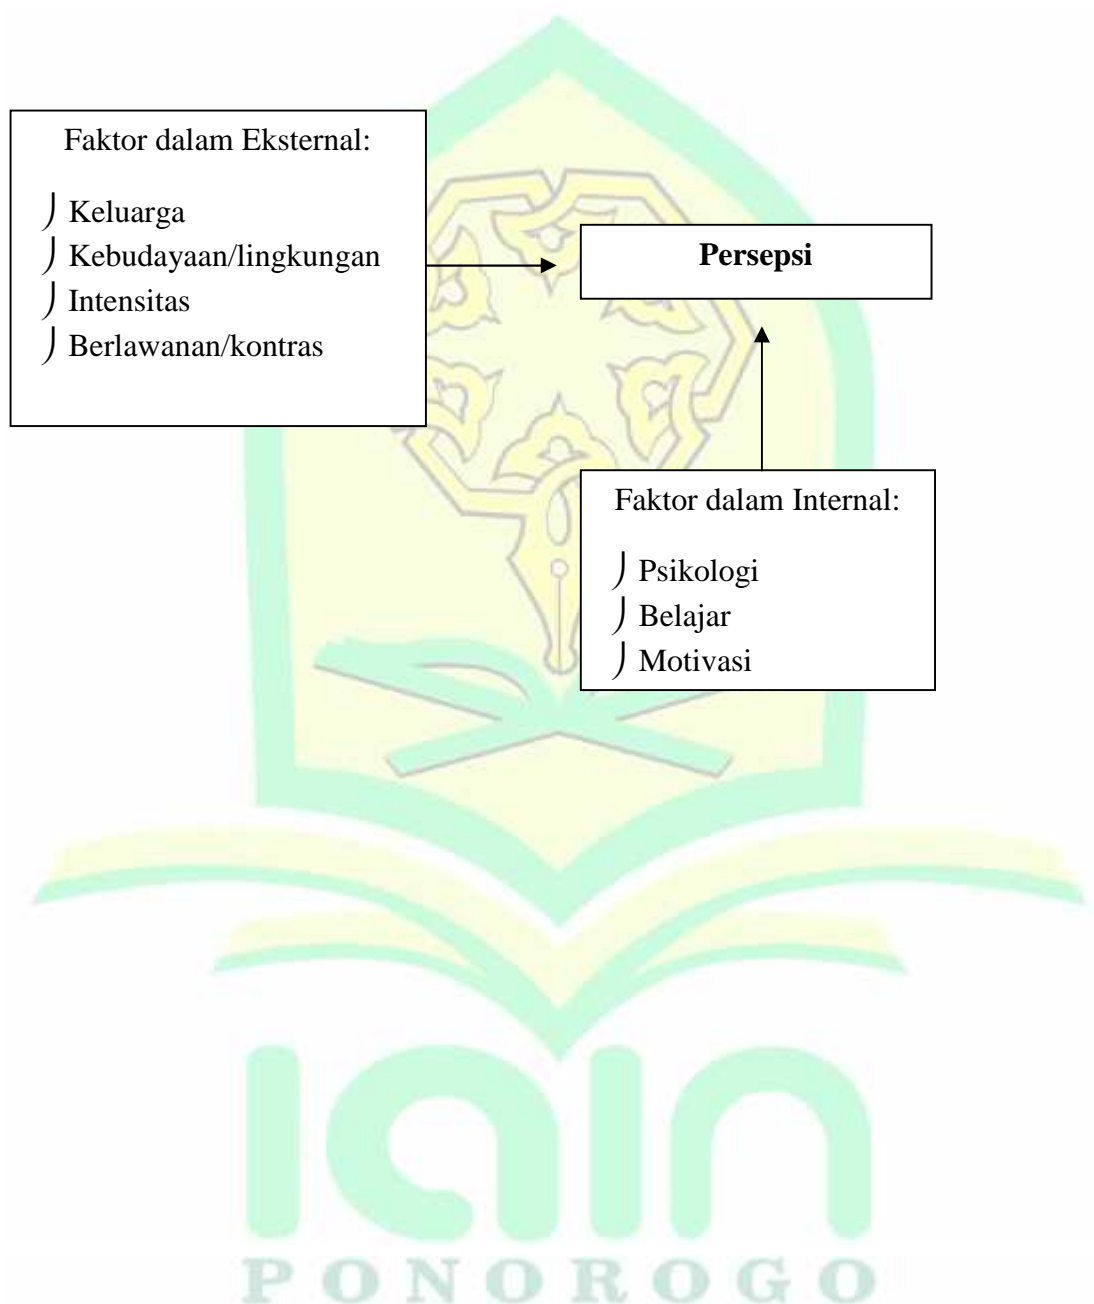 Faktor dalam Eksternal:
Keluarga
Kebudayaan/lingkungan
Intensitas
Berlawanan/kontras
Persepsi
Faktor dalam Internal:
Psikologi
Belajar
Motivasi
iain
PONOROGO